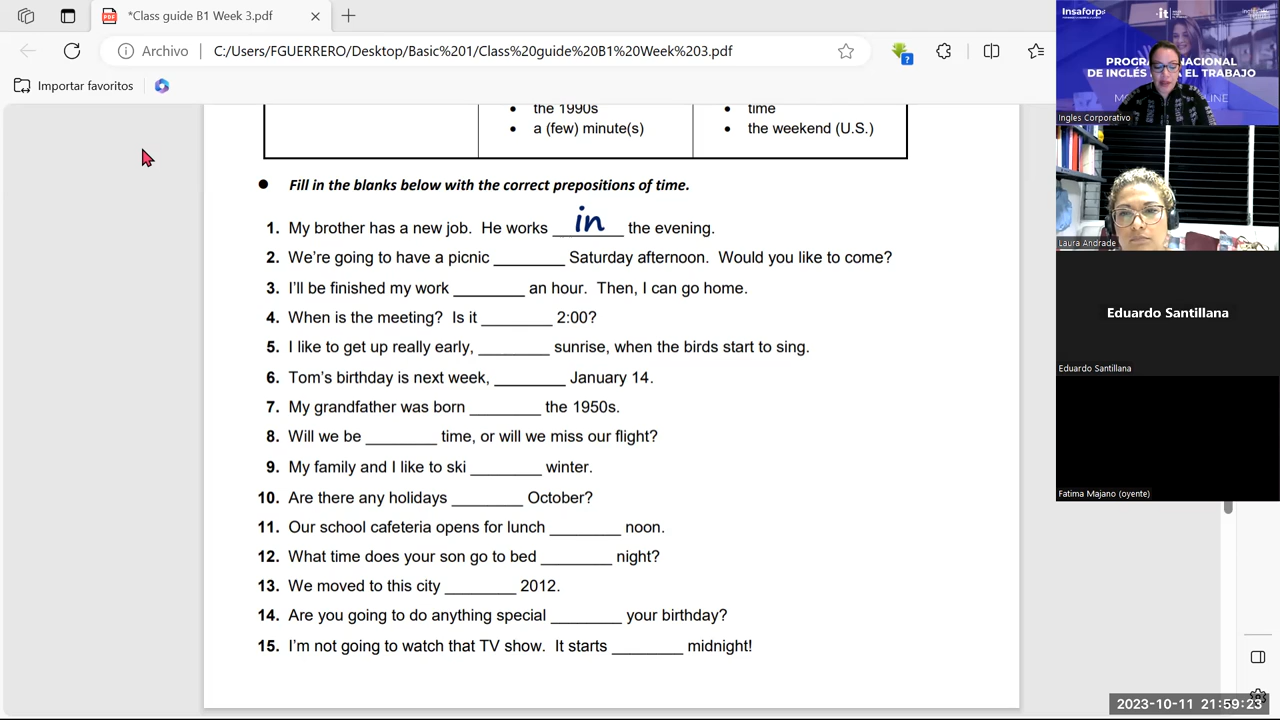 *Class guide B1 Week 3.pdf
Archivo
C:/Users/FGUERRERO/Desktop/Basic%201/Class%20guide%20B1%20Week%203.pdf
Importar favoritos
the 1990s
a (few) minute(s)
time
the weekend (U.S.)
Fill in the blanks below with the correct prepositions of time.
1. My brother has a new job. He works in the evening.
2. We're going to have a picnic ________ Saturday afternoon. Would you like to come?
3. I'll be finished my work ________ an hour. Then, I can go home.
4. When is the meeting? Is it ________ 2:00?
5. I like to get up really early, ________ sunrise, when the birds start to sing.
6. Tom's birthday is next week, ________ January 14.
7. My grandfather was born ________ the 1950s.
8. Will we be ________ time, or will we miss our flight?
9. My family and I like to ski ________ winter.
10. Are there any holidays ________ October?
11. Our school cafeteria opens for lunch ________ noon.
12. What time does your son go to bed ________ night?
13. We moved to this city ________ 2012.
14. Are you going to do anything special ________ your birthday?
15. I'm not going to watch that TV show. It starts ________ midnight!
Insaforp
it
DE INGLÉS A EL TRABAJO
Ingles Corporativo
Laura Andrade
Eduardo Santillana
Eduardo Santillana
Fatima Majano (oyente)
2023-10-11 21:59:23